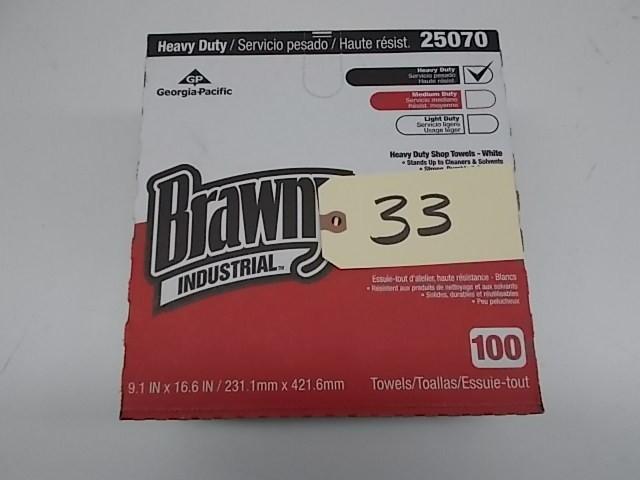 Heavy Duty / Servicio pesado / Haute résist. 25070
GP
Georgia-Pacific
Heavy Duty
Servicio pesado
Haute résist.
Medium Duty
Servicio mediano
Résist. moyenne
Light Duty
Servicio ligero
Usage léger
Heavy Duty Shop Towels - White
• Stands Up to Cleaners & Solvents
Brawny
INDUSTRIAL™
33
Essuie-tout d'atelier, haute résistance - Blancs
• Résistent aux produits de nettoyage et aux solvants
• Solides, durables et réutilisables
• Peu pelucheux
100
9.1 IN x 16.6 IN / 231.1mm x 421.6mm
Towels/Toallas/Essuie-tout